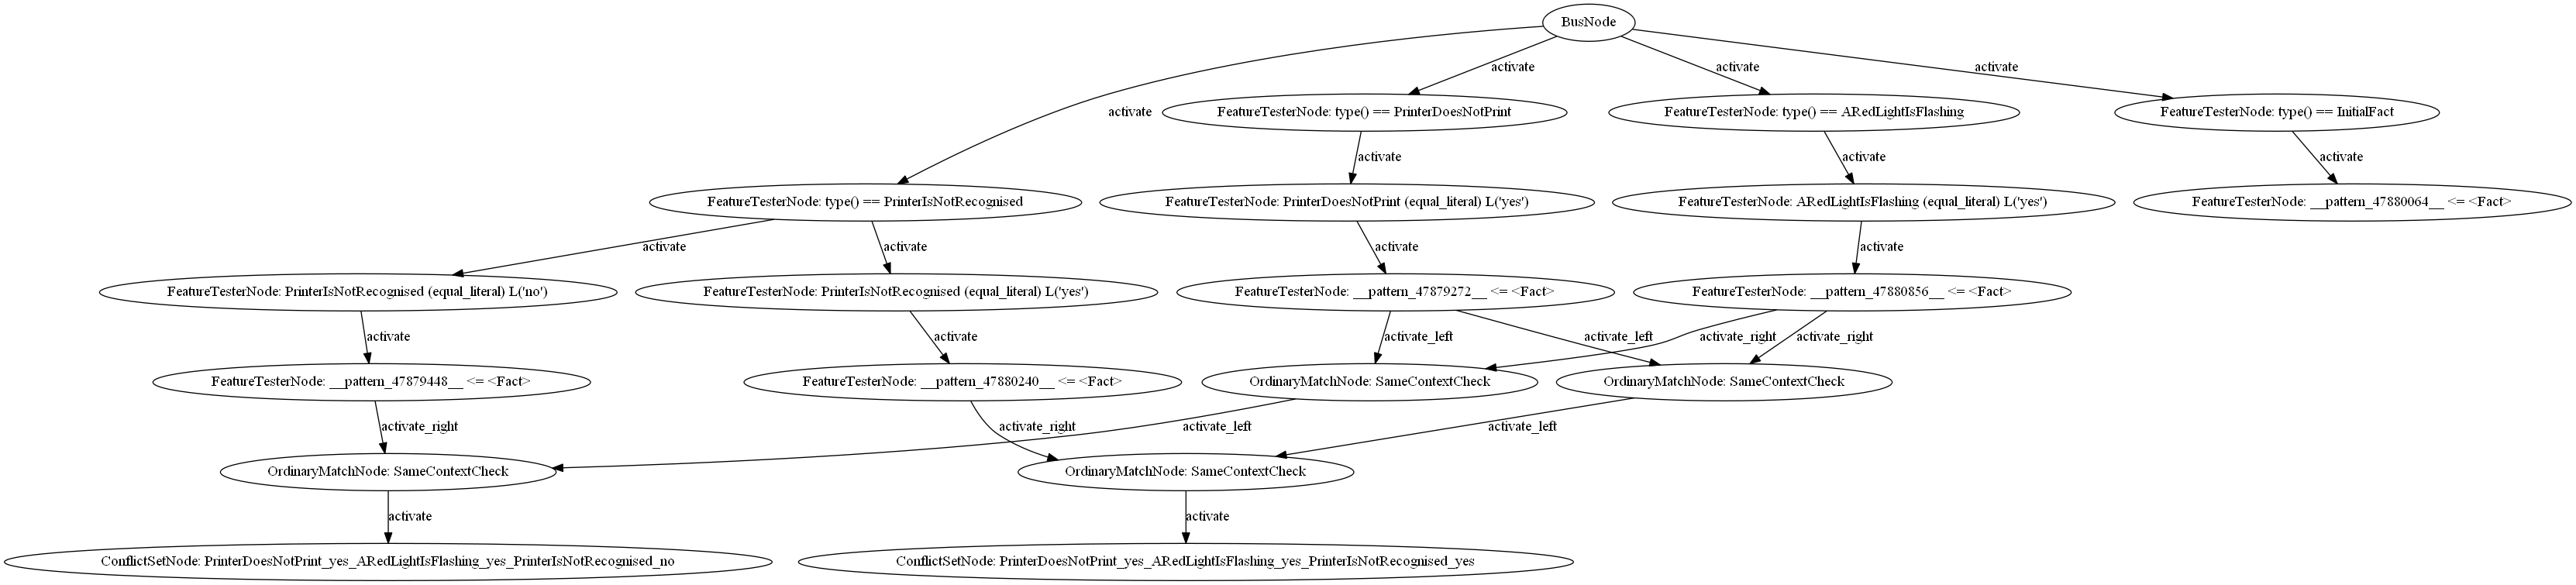 BusNode
activate
activate
activate
activate
FeatureTesterNode: type() == PrinterDoesNotPrint
FeatureTesterNode: type() == ARedLightIsFlashing
FeatureTesterNode: type() == InitialFact
activate
activate
activate
FeatureTesterNode: type() == PrinterIsNotRecognised
FeatureTesterNode: PrinterDoesNotPrint (equal_literal) L('yes')
FeatureTesterNode: ARedLightIsFlashing (equal_literal) L('yes')
FeatureTesterNode: __pattern_47880064__ <= <Fact>
activate
activate
activate
activate
FeatureTesterNode: PrinterIsNotRecognised (equal_literal) L('no')
FeatureTesterNode: PrinterIsNotRecognised (equal_literal) L('yes')
FeatureTesterNode: __pattern_47879272__ <= <Fact>
FeatureTesterNode: __pattern_47880856__ <= <Fact>
activate
activate
activate_left
activate_left
activate_right
activate_right
FeatureTesterNode: __pattern_47879448__ <= <Fact>
FeatureTesterNode: __pattern_47880240__ <= <Fact>
OrdinaryMatchNode: SameContextCheck
OrdinaryMatchNode: SameContextCheck
activate_right
activate_right
activate_left
activate_left
OrdinaryMatchNode: SameContextCheck
OrdinaryMatchNode: SameContextCheck
activate
activate
ConflictSetNode: PrinterDoesNotPrint_yes_ARedLightIsFlashing_yes_PrinterIsNotRecognised_no
ConflictSetNode: PrinterDoesNotPrint_yes_ARedLightIsFlashing_yes_PrinterIsNotRecognised_yes